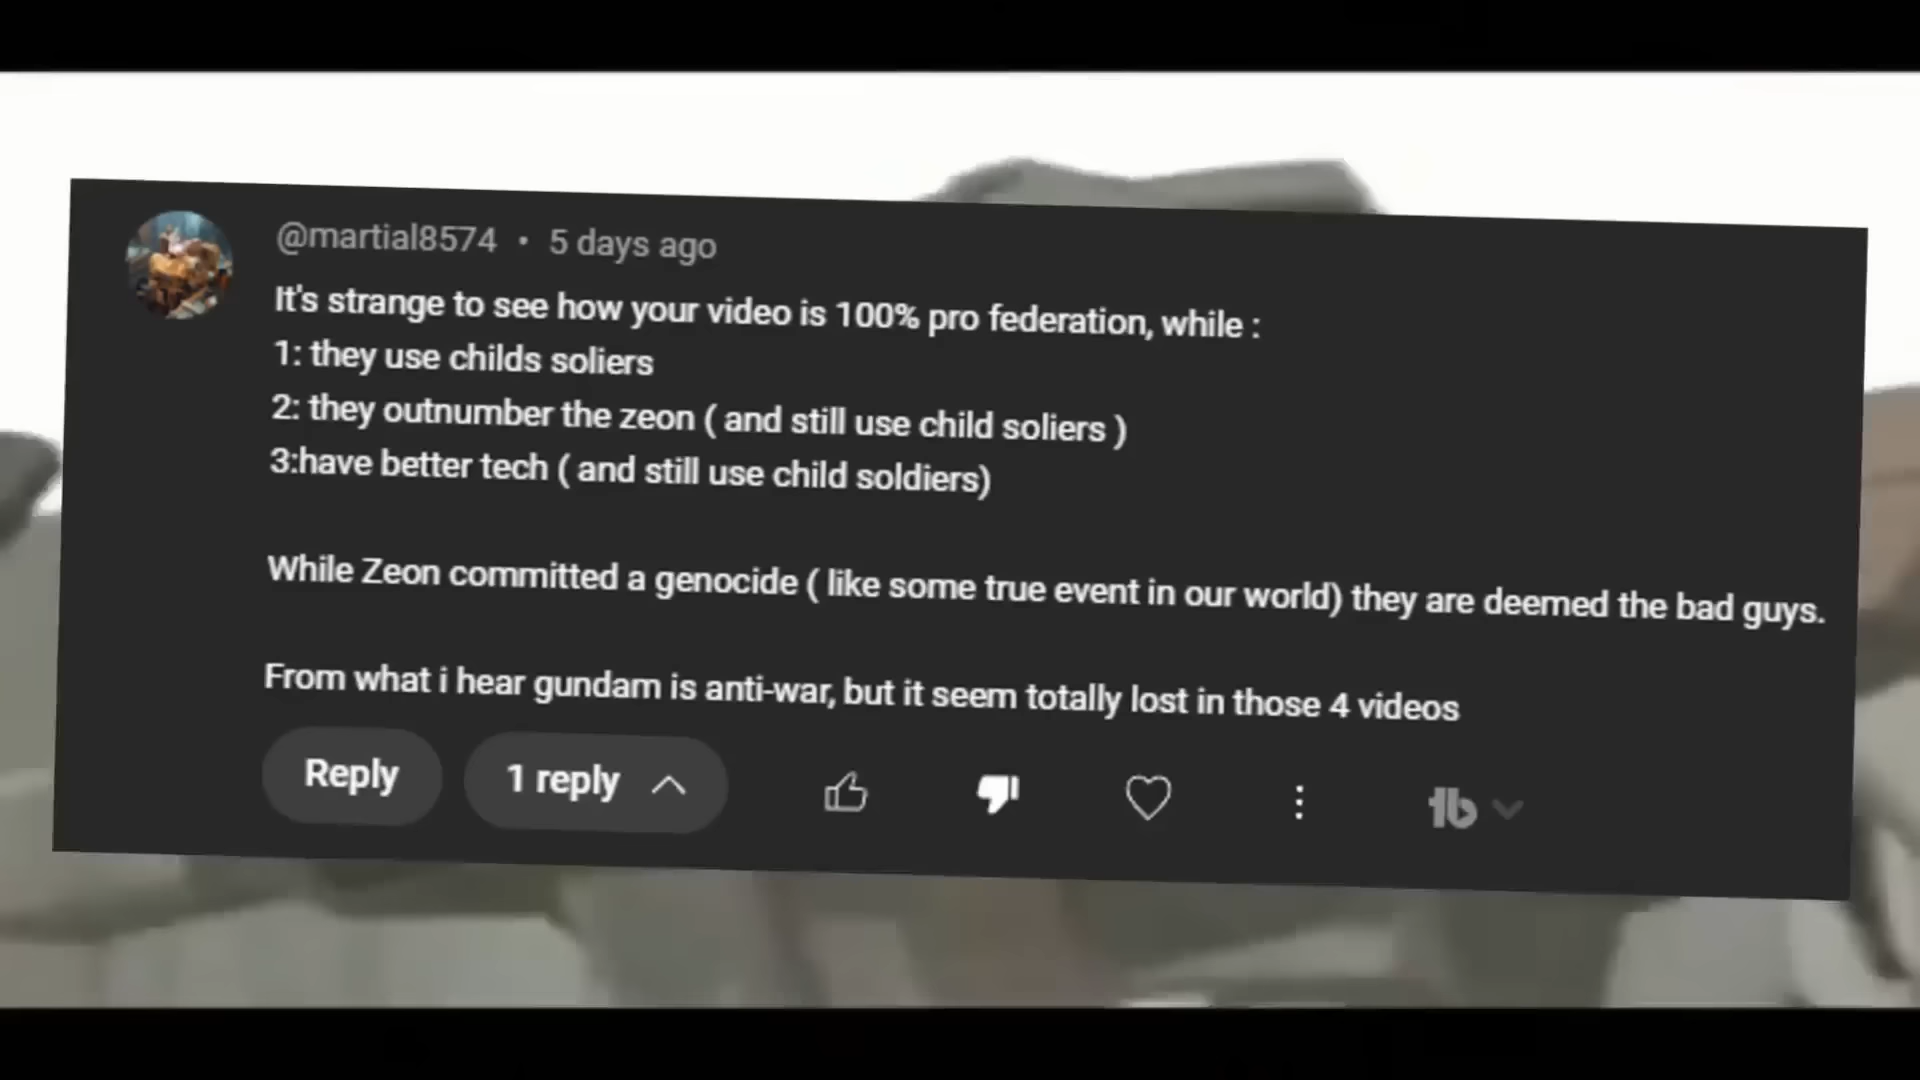 @martial8574 • 5 days ago
It's strange to see how your video is 100% pro federation, while :
1: they use childs soliers
2: they outnumber the zeon ( and still use child soliers )
3:have better tech ( and still use child soldiers)
While Zeon committed a genocide ( like some true event in our world) they are deemed the bad guys.
From what i hear gundam is anti-war, but it seem totally lost in those 4 videos
Reply
1 reply
tb